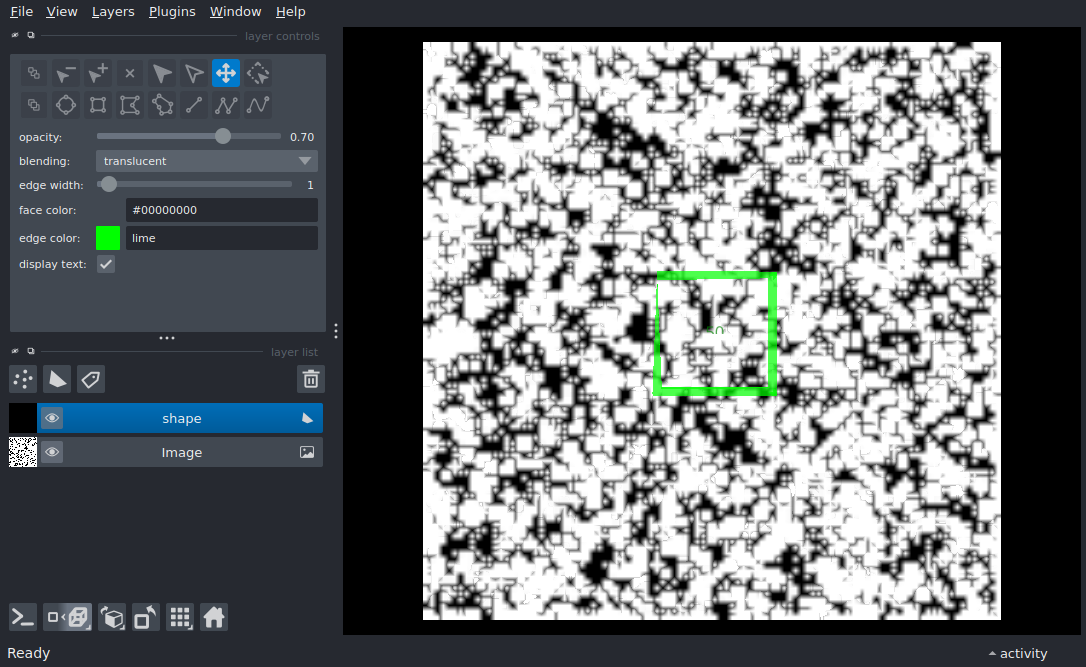 File View Layers Plugins Window Help
layer controls
opacity: 0.70
blending: translucent
edge width: 1
face color: #00000000
edge color: lime
display text:
layer list
shape
Image
Ready
activity